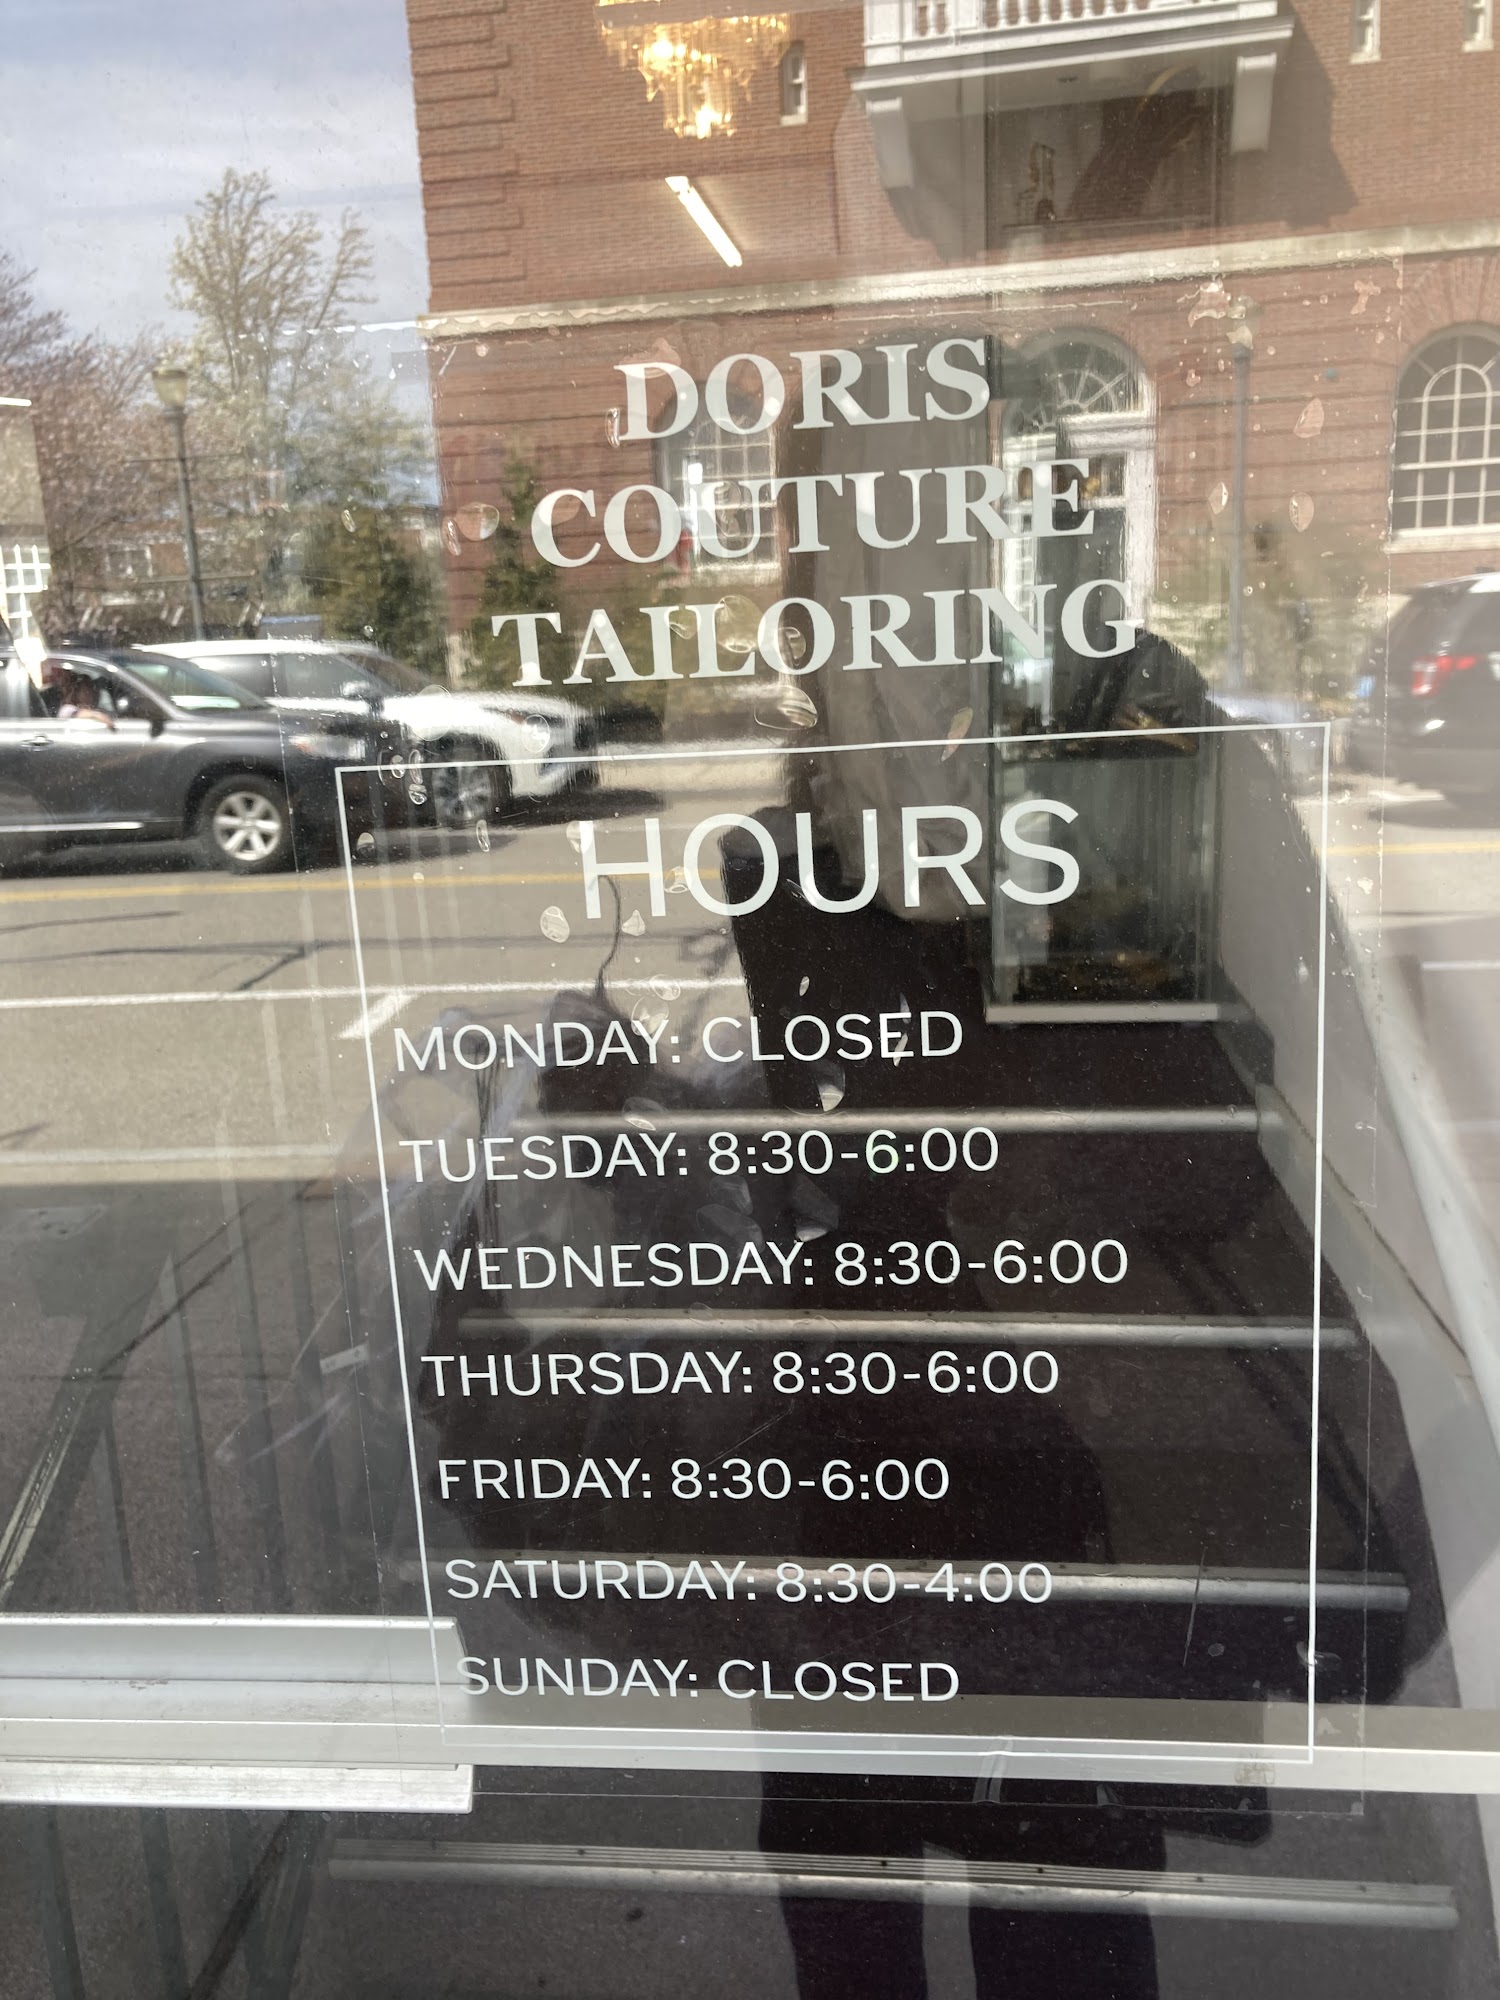 DORIS
COUTURE
TAILORING
HOURS
MONDAY: CLOSED
TUESDAY: 8:30-6:00
WEDNESDAY: 8:30-6:00
THURSDAY: 8:30-6:00
FRIDAY: 8:30-6:00
SATURDAY: 8:30-4:00
SUNDAY: CLOSED